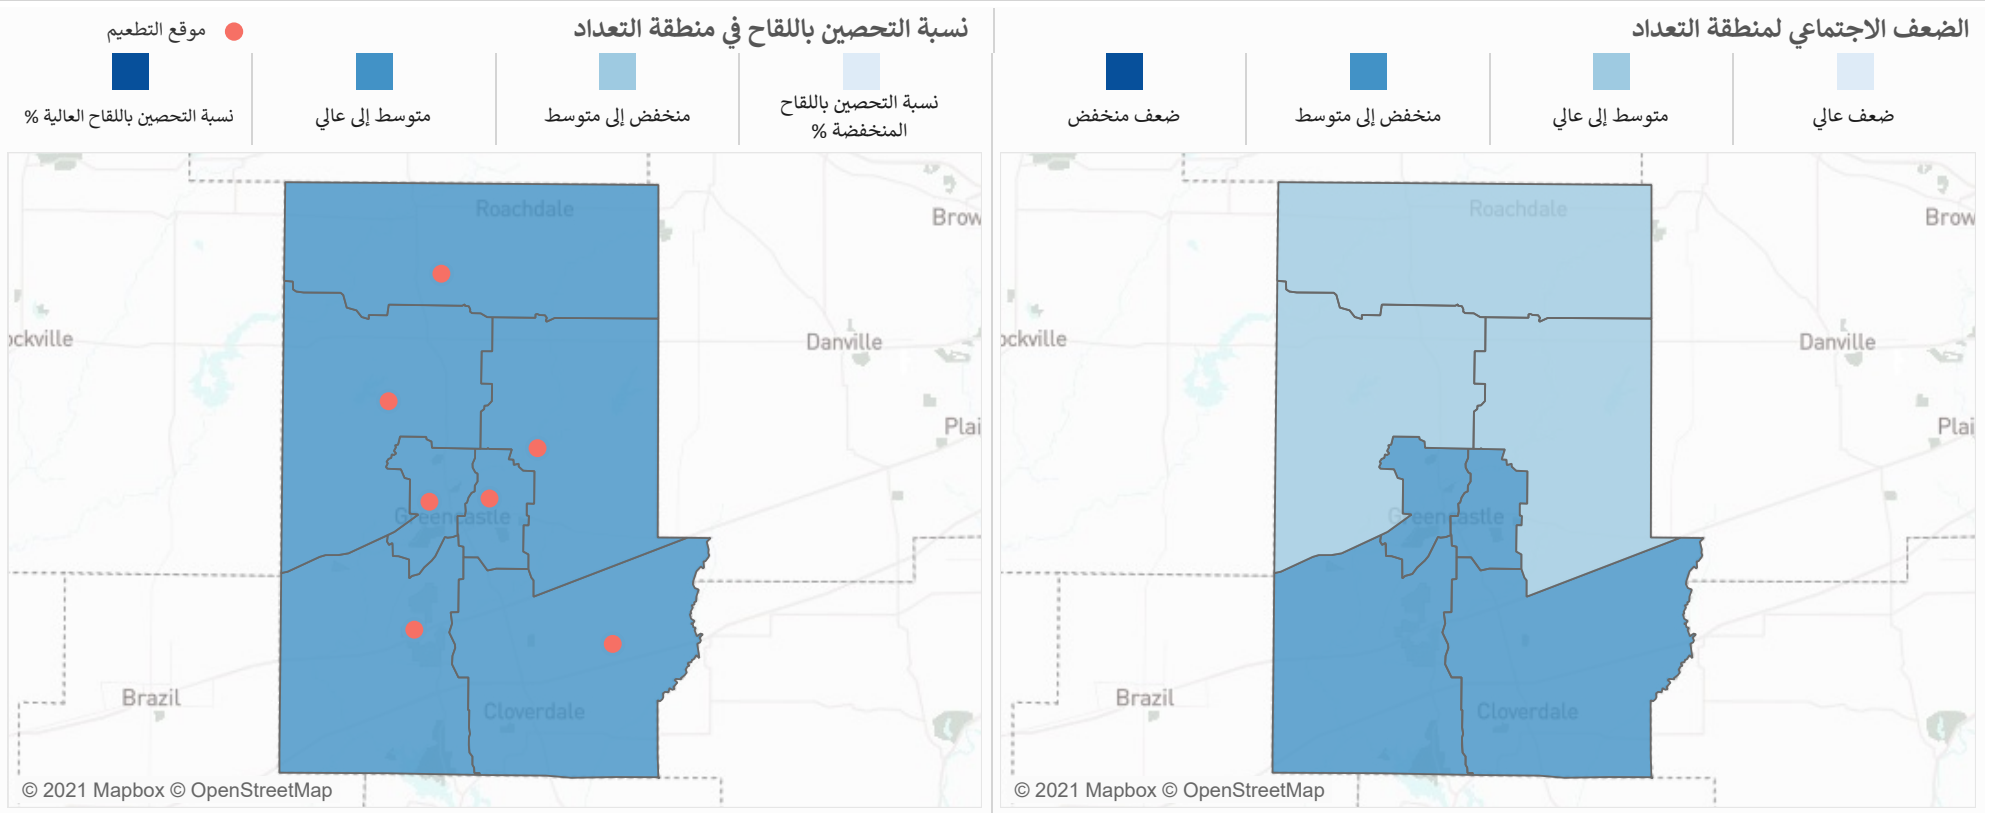 الضعف الاجتماعي لمنطقة التعداد
ضعف عالي
متوسط إلى عالي
منخفض إلى متوسط
ضعف منخفض
Roachdale
Brow
ockville
Danville
Plai
Greencastle
Brazil
Cloverdale
© 2021 Mapbox © OpenStreetMap
نسبة التحصين باللقاح في منطقة التعداد
موقع التطعيم
نسبة التحصين باللقاح
المنخفضة %
منخفض إلى متوسط
متوسط إلى عالي
نسبة التحصين باللقاح العالية %
Roachdale
Brow
ockville
Danville
Plai
Greencastle
Brazil
Cloverdale
© 2021 Mapbox © OpenStreetMap